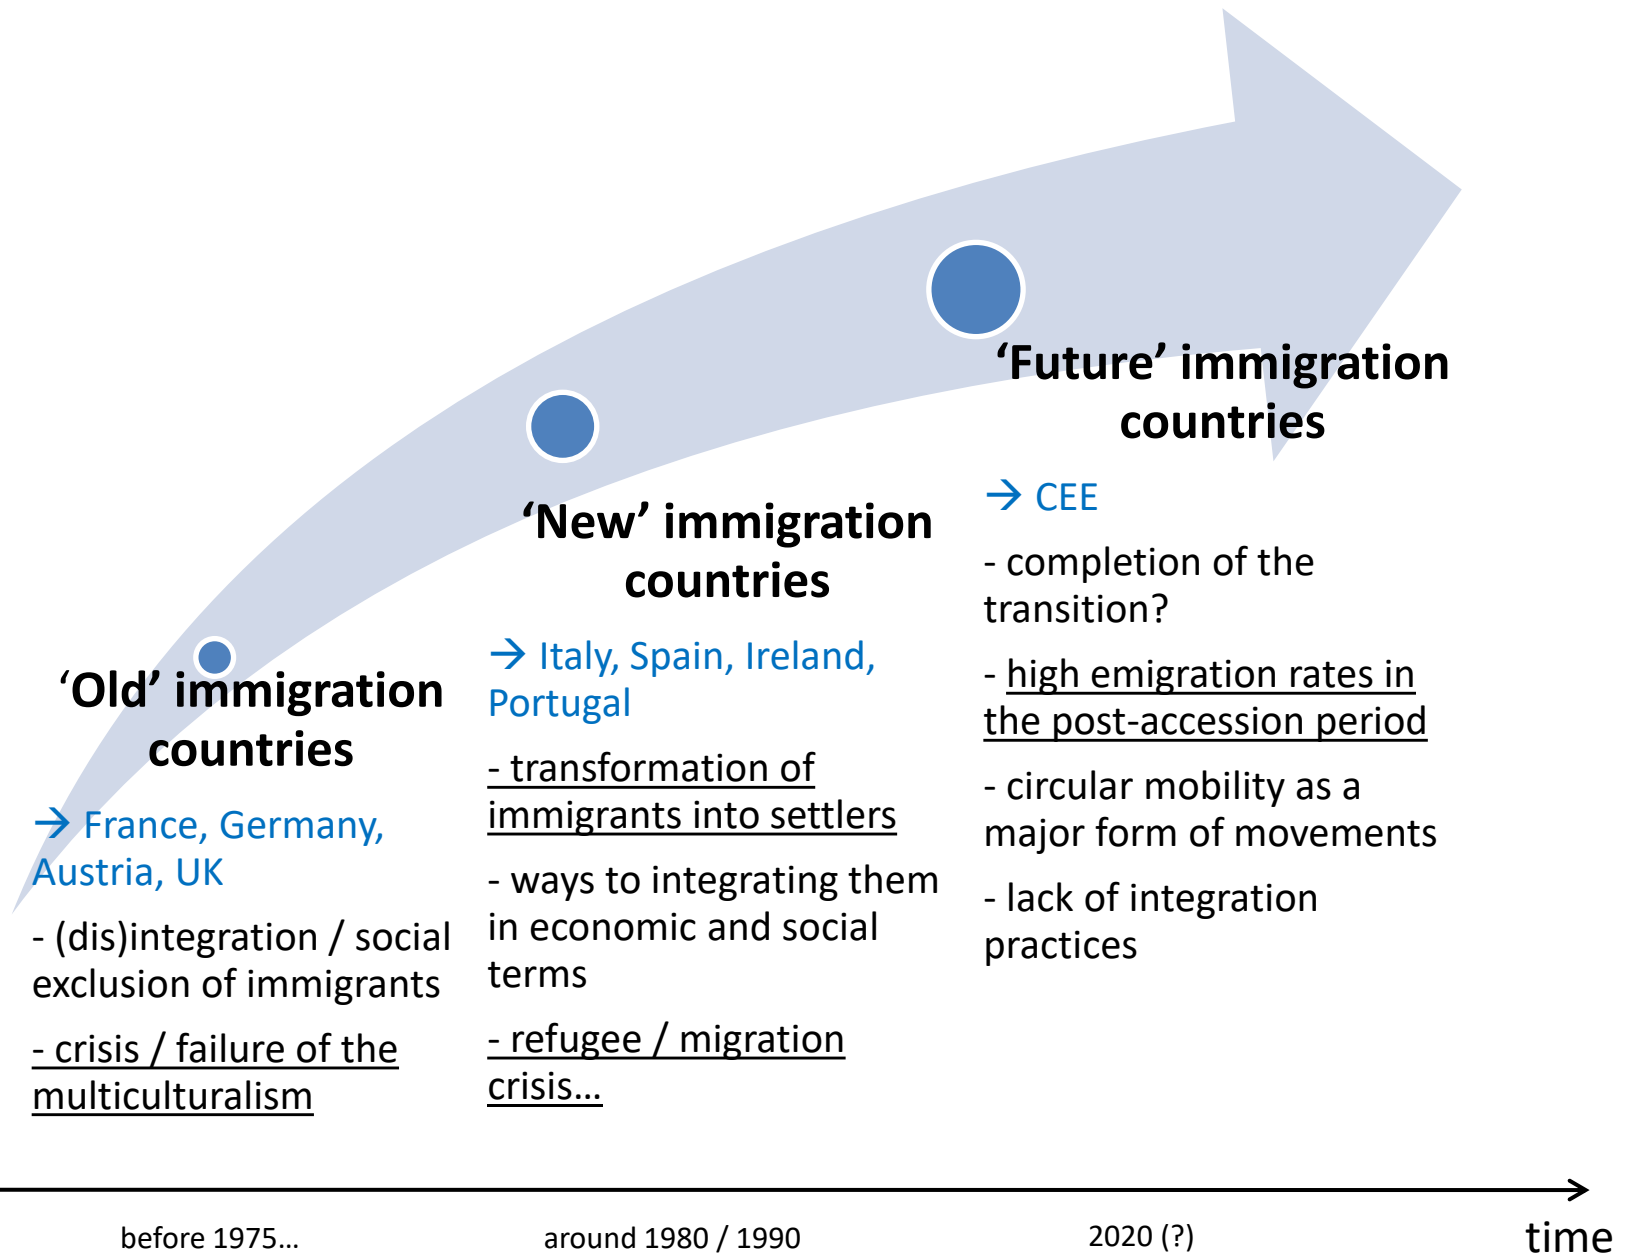 ‘Old’ immigration
countries
→ France, Germany,
Austria, UK
- (dis)integration / social
exclusion of immigrants
- crisis / failure of the
multiculturalism
‘New’ immigration
countries
→ Italy, Spain, Ireland,
Portugal
- transformation of
immigrants into settlers
- ways to integrating them
in economic and social
terms
- refugee / migration
crisis...
‘Future’ immigration
countries
→ CEE
- completion of the
transition?
- high emigration rates in
the post-accession period
- circular mobility as a
major form of movements
- lack of integration
practices
before 1975...
around 1980 / 1990
2020 (?)
time